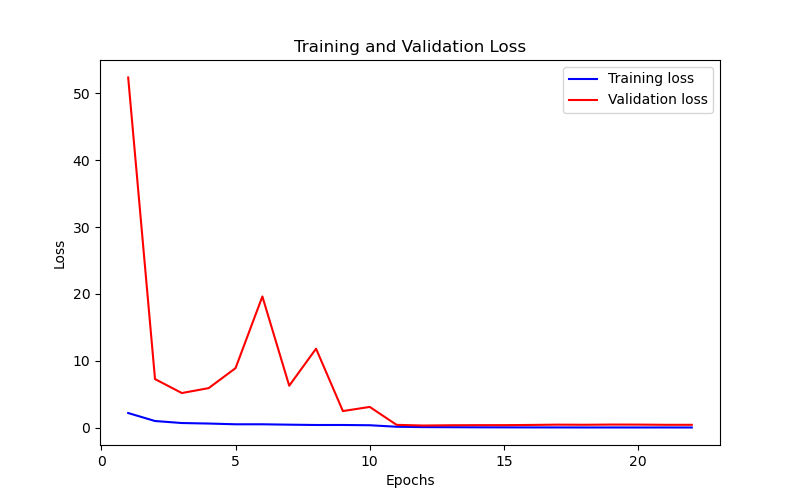 Training and Validation Loss
Training loss
Validation loss
50
40
30
20
10
0
Loss
0 5 10 15 20
Epochs